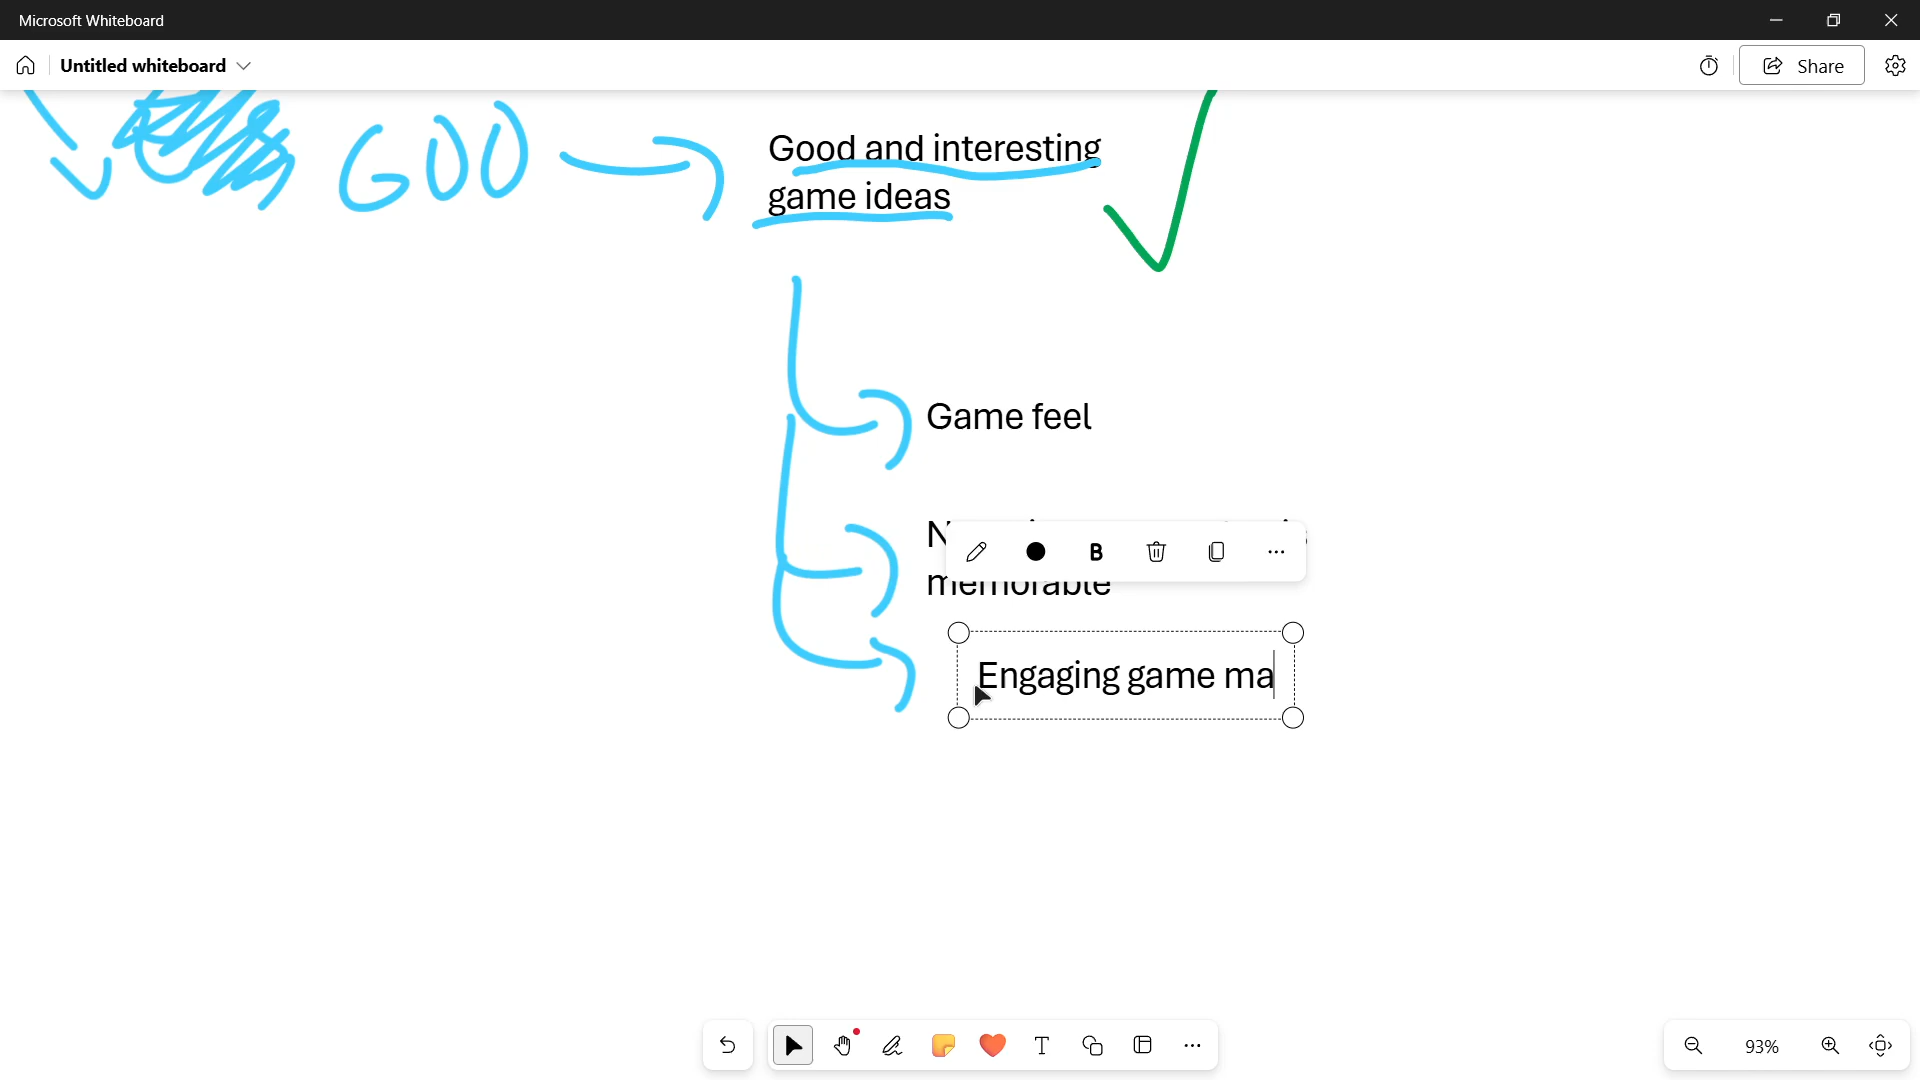 Microsoft Whiteboard
Untitled whiteboard
Share
GOO
Good and interesting
game ideas
Game feel
memorable
B
Engaging game ma
T
93%